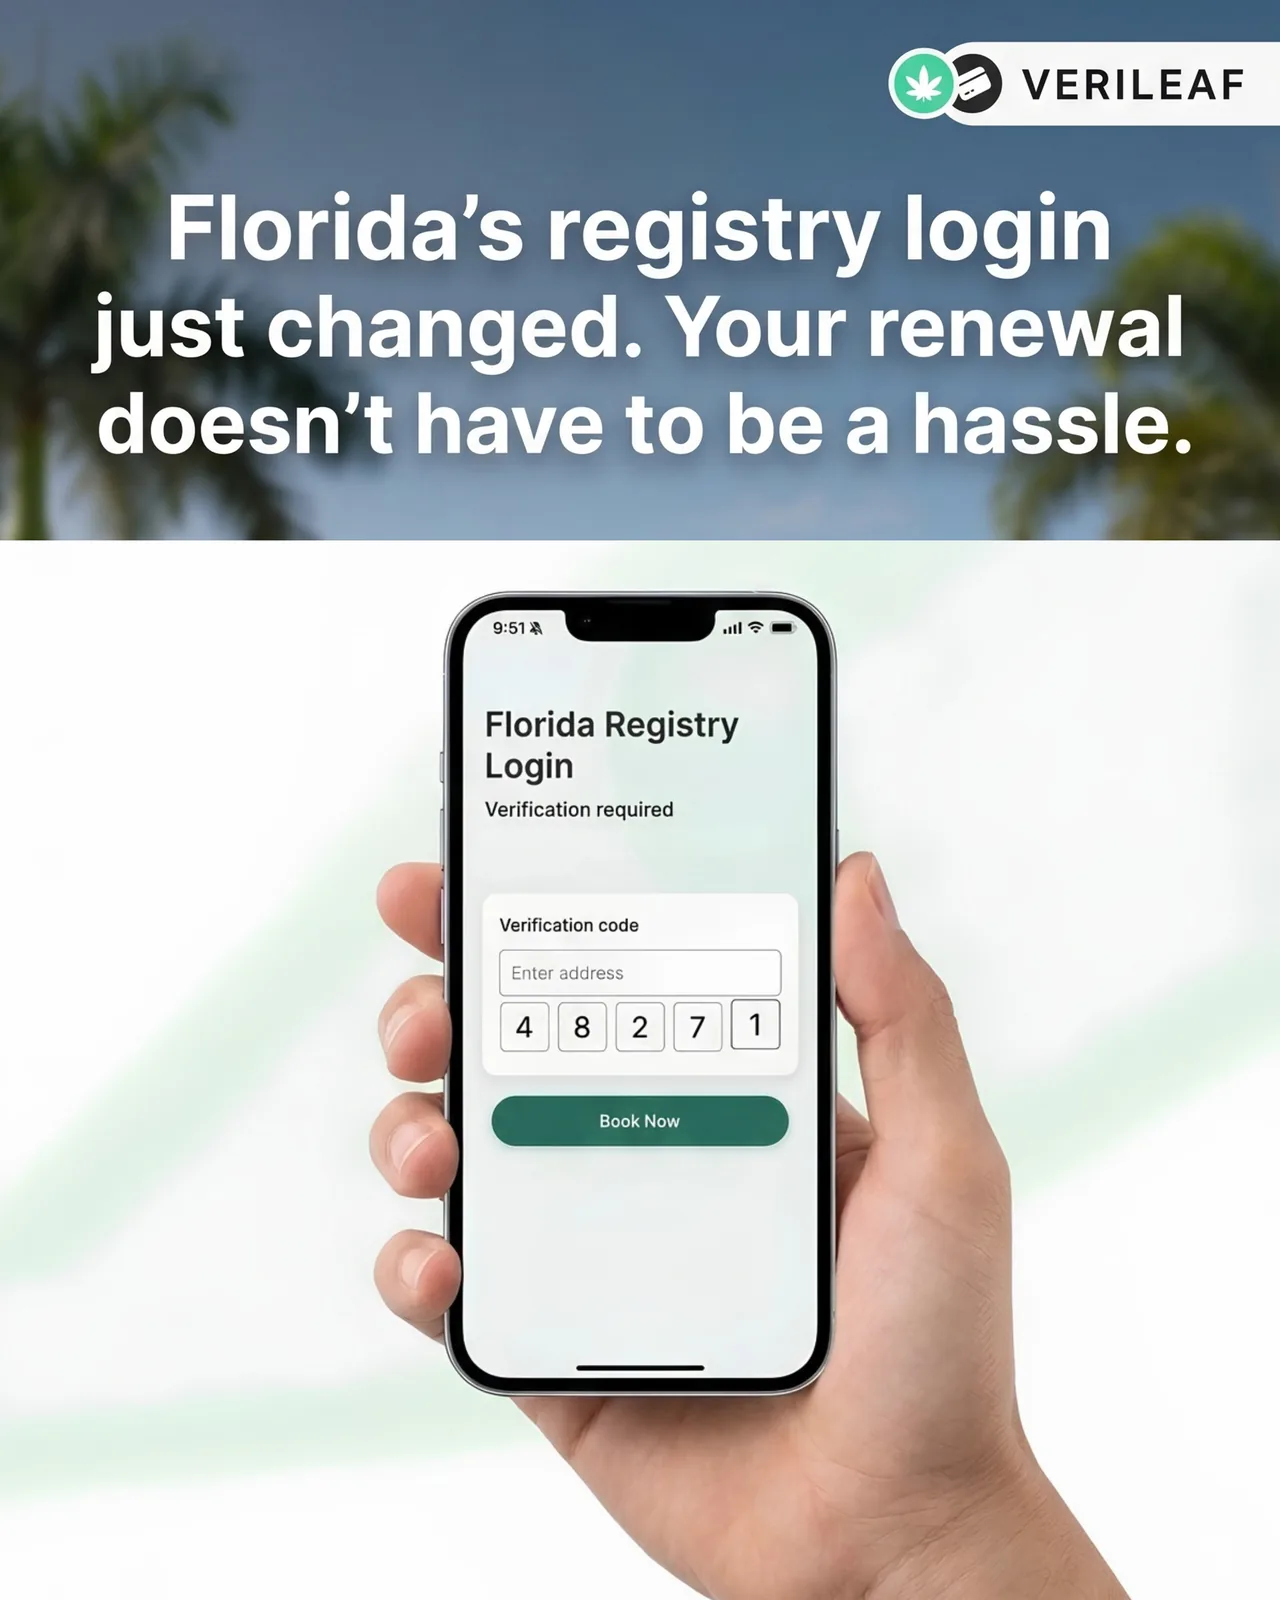 VERILEAF
Florida’s registry login
just changed. Your renewal
doesn’t have to be a hassle.
9:51
Florida Registry
Login
Verification required
Verification code
Enter address
4 8 2 7 1
Book Now